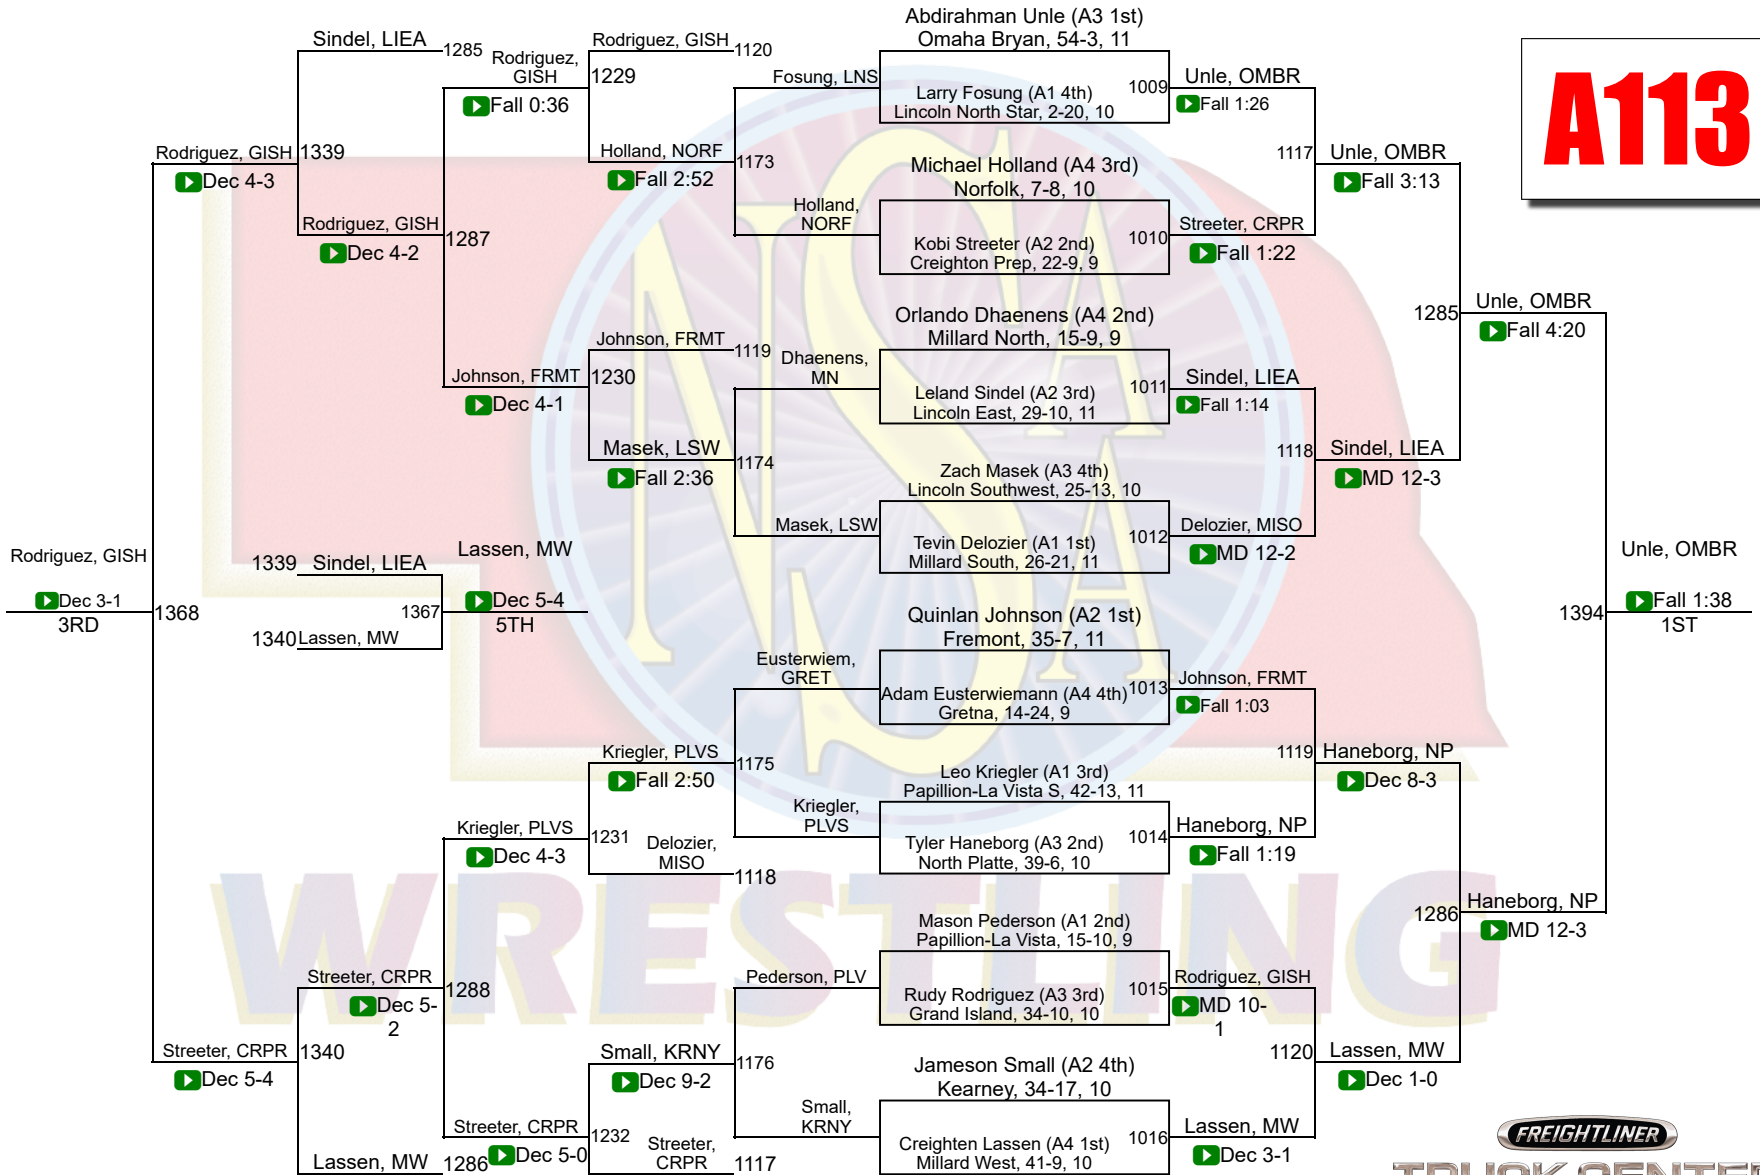 A113
Abdirahman Unle (A3 1st)
Omaha Bryan, 54-3, 11
Larry Fosung (A1 4th)
Lincoln North Star, 2-20, 10
1009
Michael Holland (A4 3rd)
Norfolk, 7-8, 10
Kobi Streeter (A2 2nd)
Creighton Prep, 22-9, 9
1010
Orlando Dhaenens (A4 2nd)
Millard North, 15-9, 9
Leland Sindel (A2 3rd)
Lincoln East, 29-10, 11
1011
Zach Masek (A3 4th)
Lincoln Southwest, 25-13, 10
Tevin Delozier (A1 1st)
Millard South, 26-21, 11
1012
Quinlan Johnson (A2 1st)
Fremont, 35-7, 11
Adam Eusterwiemann (A4 4th)
Gretna, 14-24, 9
1013
Leo Kriegler (A1 3rd)
Papillion-La Vista S, 42-13, 11
Tyler Haneborg (A3 2nd)
North Platte, 39-6, 10
1014
Mason Pederson (A1 2nd)
Papillion-La Vista, 15-10, 9
Rudy Rodriguez (A3 3rd)
Grand Island, 34-10, 10
1015
Jameson Small (A2 4th)
Kearney, 34-17, 10
Creighten Lassen (A4 1st)
Millard West, 41-9, 10
1016
Unle, OMBR
Fall 1:26
Streeter, CRPR
Fall 1:22
Sindel, LIEA
Fall 1:14
Delozier, MISO
MD 12-2
Johnson, FRMT
Fall 1:03
Haneborg, NP
Fall 1:19
Rodriguez, GISH
MD 10-
1
Lassen, MW
Dec 3-1
1117
Unle, OMBR
Fall 3:13
1118
Sindel, LIEA
MD 12-3
1119
Haneborg, NP
Dec 8-3
1120
Lassen, MW
Dec 1-0
1285
Unle, OMBR
Fall 4:20
1286
Haneborg, NP
MD 12-3
1394
Unle, OMBR
Fall 1:38
1ST
Fosung, LNS
Holland,
NORF
1173
Dhaenens,
MN
Masek, LSW
1174
Eusterwiem,
GRET
Kriegler,
PLVS
1175
Pederson, PLV
Small,
KRNY
1176
Rodriguez, GISH
1120
Holland, NORF
Fall 2:52
1229
Johnson, FRMT
1119
Masek, LSW
Fall 2:36
1230
Kriegler, PLVS
Fall 2:50
Delozier,
MISO
1118
1231
Small, KRNY
Dec 9-2
Streeter,
CRPR
1117
1232
Rodriguez,
GISH
Fall 0:36
Johnson, FRMT
Dec 4-1
1287
Kriegler, PLVS
Dec 4-3
Streeter, CRPR
Dec 5-0
1288
Sindel, LIEA
1285
Rodriguez, GISH
Dec 4-2
1339
Streeter, CRPR
Dec 5-
2
Lassen, MW
1286
1340
Rodriguez, GISH
Dec 4-3
Streeter, CRPR
Dec 5-4
1368
Rodriguez, GISH
Dec 3-1
3RD
1339
Sindel, LIEA
1340
Lassen, MW
1367
Lassen, MW
Dec 5-4
5TH
NSAA
WRESTLING
FREIGHTLINER
TRUCK CENTER